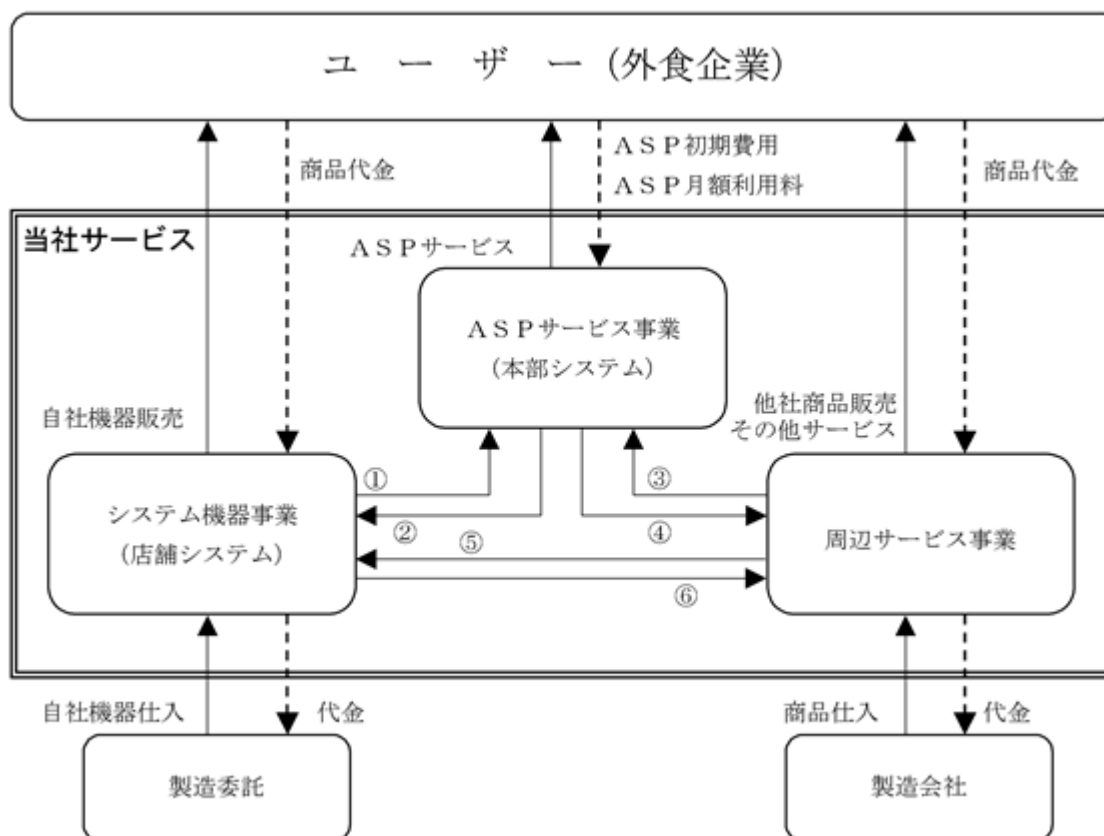 ユ ー ザ ー (外食企業)
商品代金
ASP初期費用
ASP月額利用料
商品代金
当社サービス
ASPサービス
ASPサービス事業
(本部システム)
自社機器販売
他社商品販売
その他サービス
① ③
システム機器事業
(店舗システム)
② ④
周辺サービス事業
⑤
⑥
自社機器仕入 代金
商品仕入 代金
製造委託
製造会社